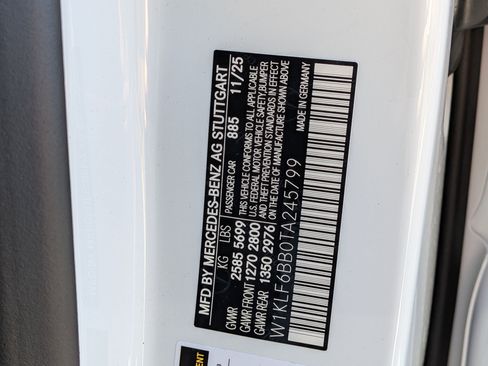 MFD BY MERCEDES-BENZ AG STUTTGART
KG LBS PASSENGER CAR 885 11/25
GVWR 2585 5699
GAWR FRONT 1270 2800
GAWR REAR 1350 2976
THIS VEHICLE CONFORMS TO ALL APPLICABLE
U.S. FEDERAL MOTOR VEHICLE SAFETY, BUMPER
AND THEFT PREVENTION STANDARDS IN EFFECT
ON THE DATE OF MANUFACTURE SHOWN ABOVE
MADE IN GERMANY
W1KLF6BB0TA245799